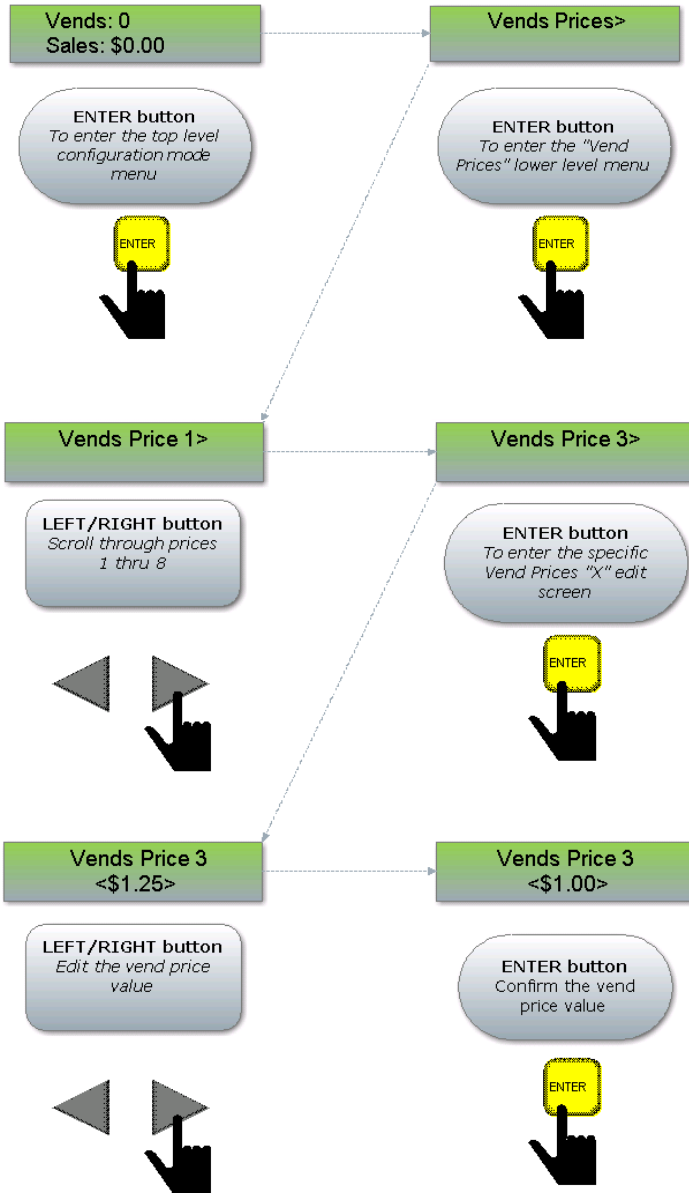 Vends: 0
Sales: $0.00
Vends Prices>
ENTER button
To enter the top level
configuration mode
menu
ENTER
ENTER button
To enter the "Vend
Prices" lower level menu
ENTER
Vends Price 1>
Vends Price 3>
LEFT/RIGHT button
Scroll through prices
1 thru 8
ENTER button
To enter the specific
Vend Prices "X" edit
screen
ENTER
Vends Price 3
<$1.25>
Vends Price 3
<$1.00>
LEFT/RIGHT button
Edit the vend price
value
ENTER button
Confirm the vend
price value
ENTER